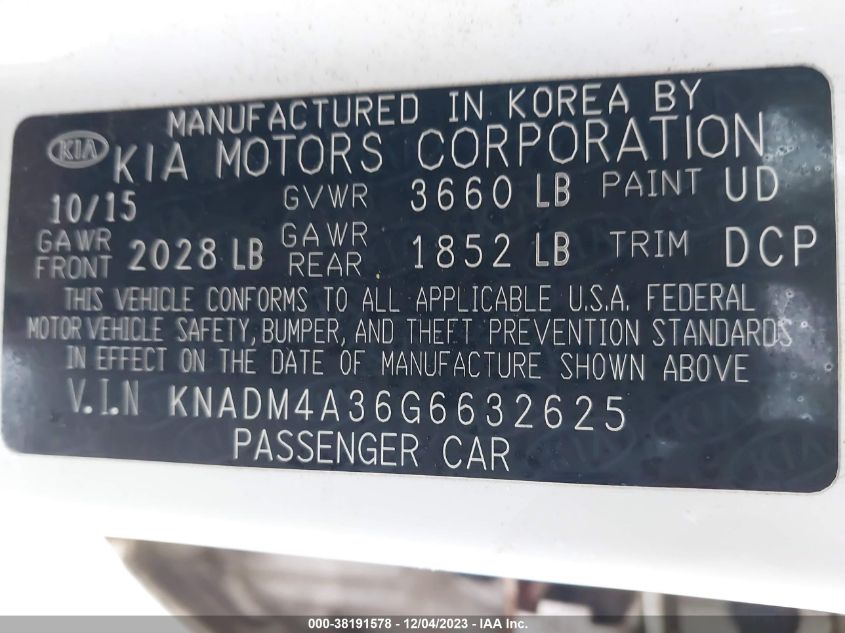 MANUFACTURED IN KOREA BY
KIA KIA MOTORS CORPORATION
10/15 GVWR 3660 LB PAINT UD
GAWR FRONT 2028 LB GAWR REAR 1852 LB TRIM DCP
THIS VEHICLE CONFORMS TO ALL APPLICABLE U.S.A. FEDERAL
MOTOR VEHICLE SAFETY, BUMPER, AND THEFT PREVENTION STANDARDS
IN EFFECT ON THE DATE OF MANUFACTURE SHOWN ABOVE
V.I.N KNADM4A36G6632625
PASSENGER CAR
000-38191578 - 12/04/2023 - IAA Inc.